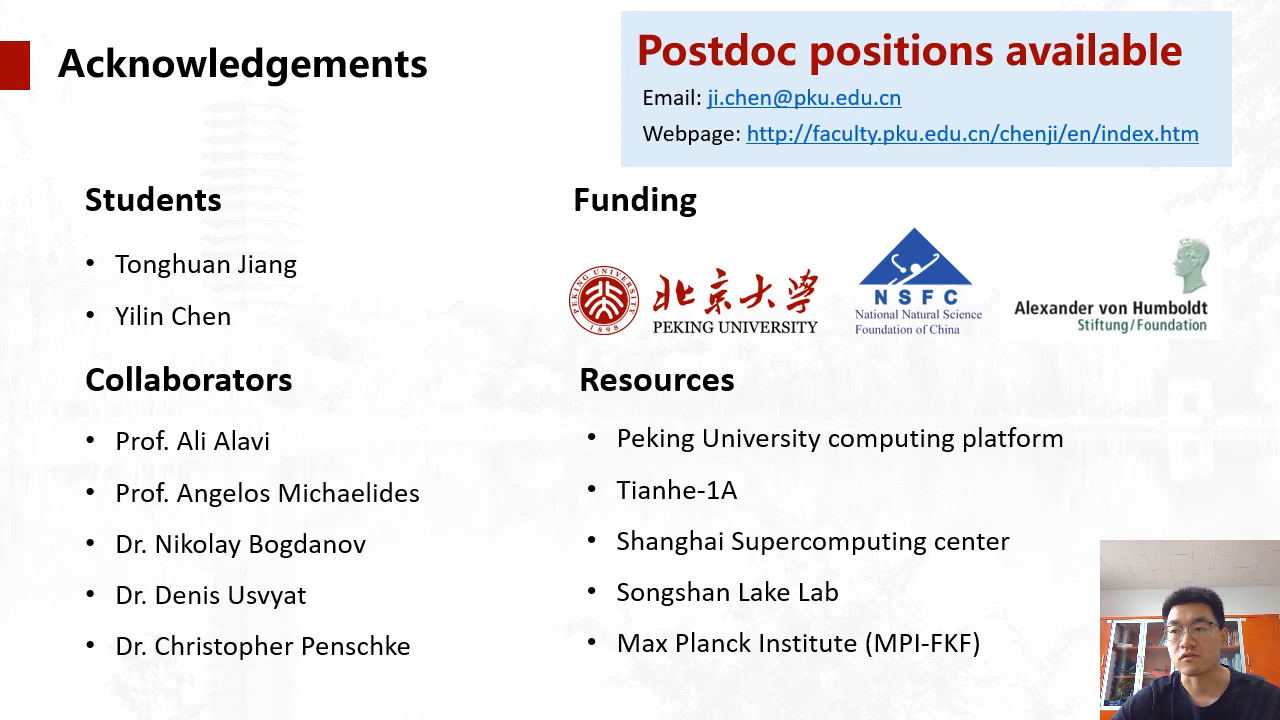 Acknowledgements
Postdoc positions available
Email: ji.chen@pku.edu.cn
Webpage: http://faculty.pku.edu.cn/chenji/en/index.htm
Students
• Tonghuan Jiang
• Yilin Chen
Funding
PEKING UNIVERSITY
1898
北京大学
PEKING UNIVERSITY
NSFC
National Natural Science
Foundation of China
Alexander von Humboldt
Stiftung/Foundation
Collaborators
• Prof. Ali Alavi
• Prof. Angelos Michaelides
• Dr. Nikolay Bogdanov
• Dr. Denis Usvyat
• Dr. Christopher Penschke
Resources
• Peking University computing platform
• Tianhe-1A
• Shanghai Supercomputing center
• Songshan Lake Lab
• Max Planck Institute (MPI-FKF)